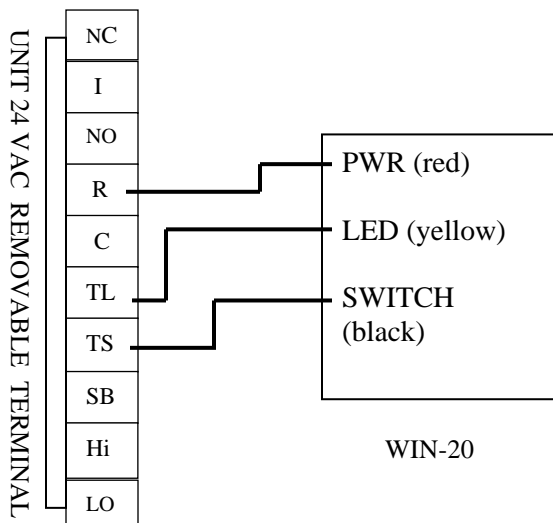 UNIT 24 VAC REMOVABLE TERMINAL
NC
I
NO
R
C
TL
TS
SB
Hi
LO
PWR (red)
LED (yellow)
SWITCH
(black)
WIN-20